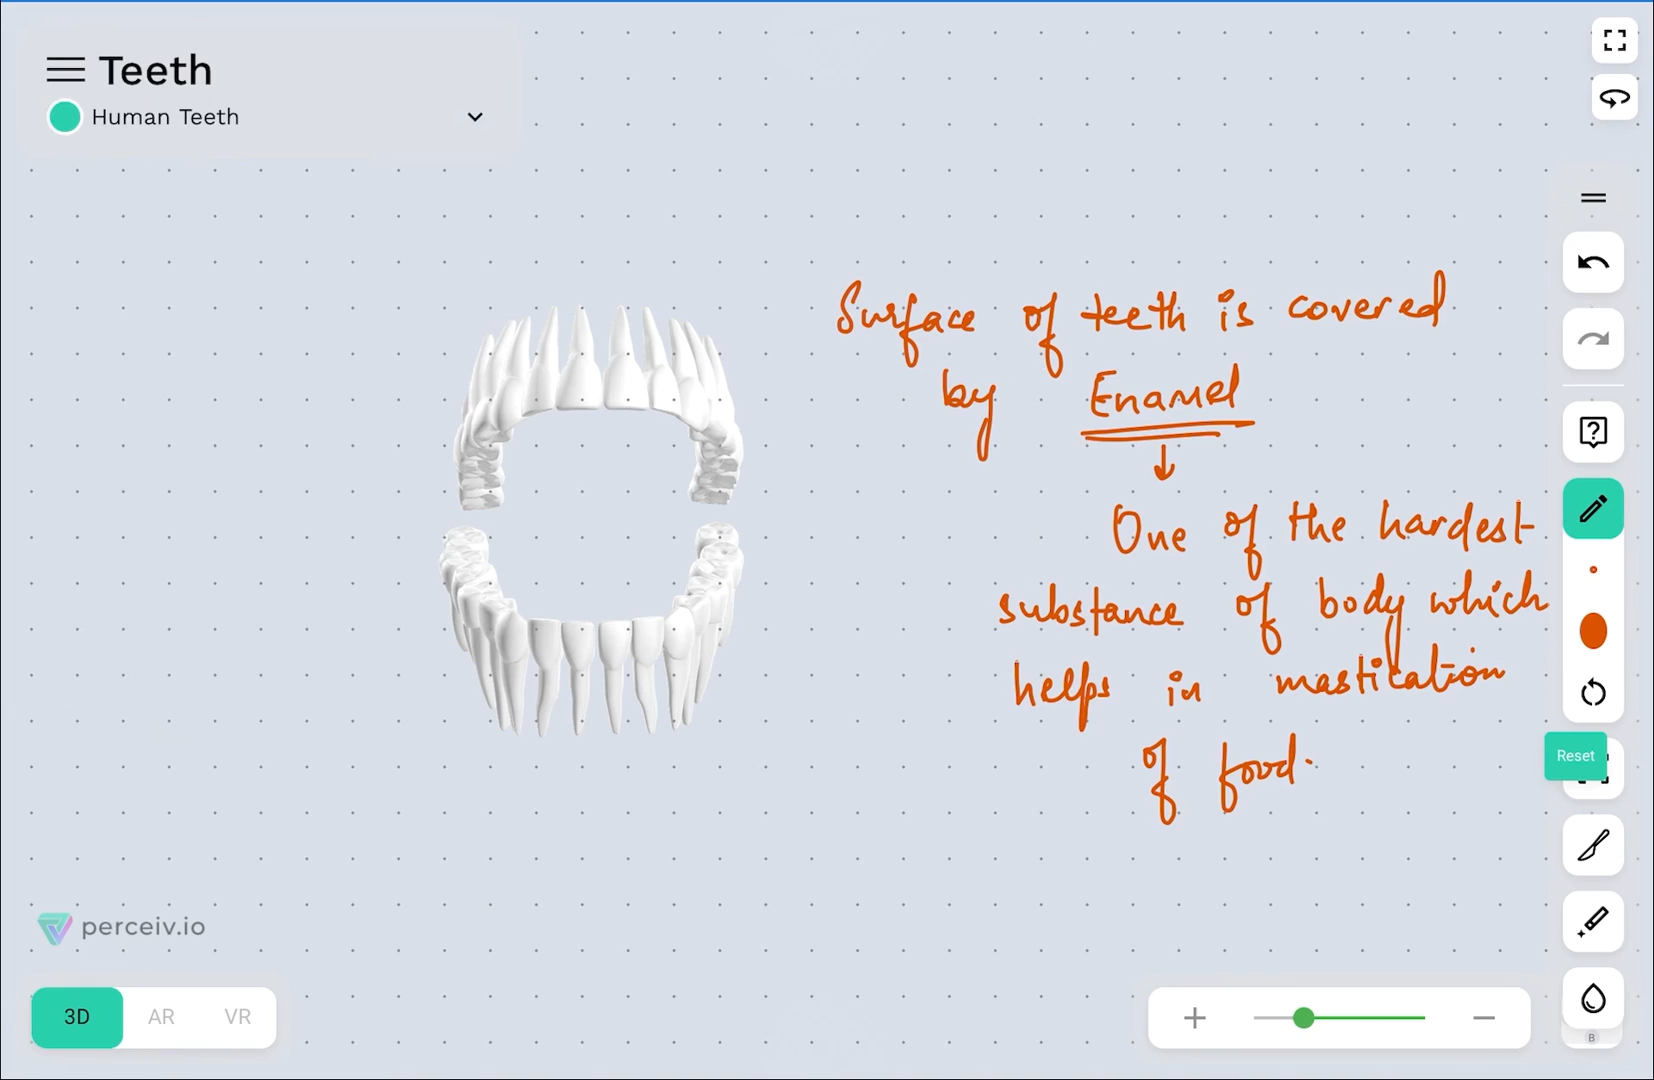 Teeth
Human Teeth
Surface of teeth is covered
by Enamel
One of the hardest
substance of body which
helps in mastication
of food.
Reset
perceiv.io
3D AR VR
B